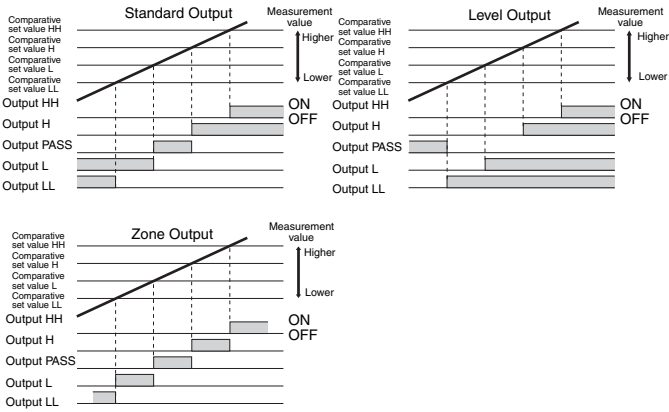 Standard Output
Measurement
value
Comparative
set value HH
Comparative
set value H
Comparative
set value L
Comparative
set value LL
Higher
Lower
Output HH
ON
OFF
Output H
Output PASS
Output L
Output LL
Level Output
Measurement
value
Comparative
set value HH
Comparative
set value H
Comparative
set value L
Comparative
set value LL
Higher
Lower
Output HH
ON
OFF
Output H
Output PASS
Output L
Output LL
Zone Output
Measurement
value
Comparative
set value HH
Comparative
set value H
Comparative
set value L
Comparative
set value LL
Higher
Lower
Output HH
ON
OFF
Output H
Output PASS
Output L
Output LL